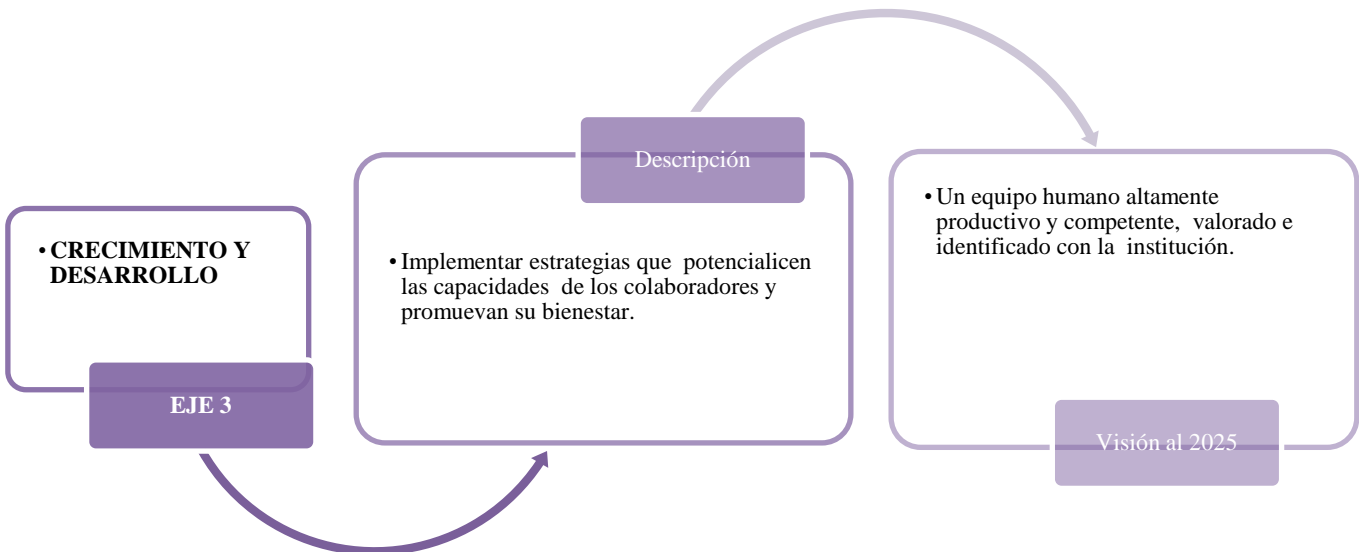 • CRECIMIENTO Y
DESARROLLO
EJE 3
Descripción
• Implementar estrategias que potencialicen
las capacidades de los colaboradores y
promuevan su bienestar.
• Un equipo humano altamente
productivo y competente, valorado e
identificado con la institución.
Visión al 2025